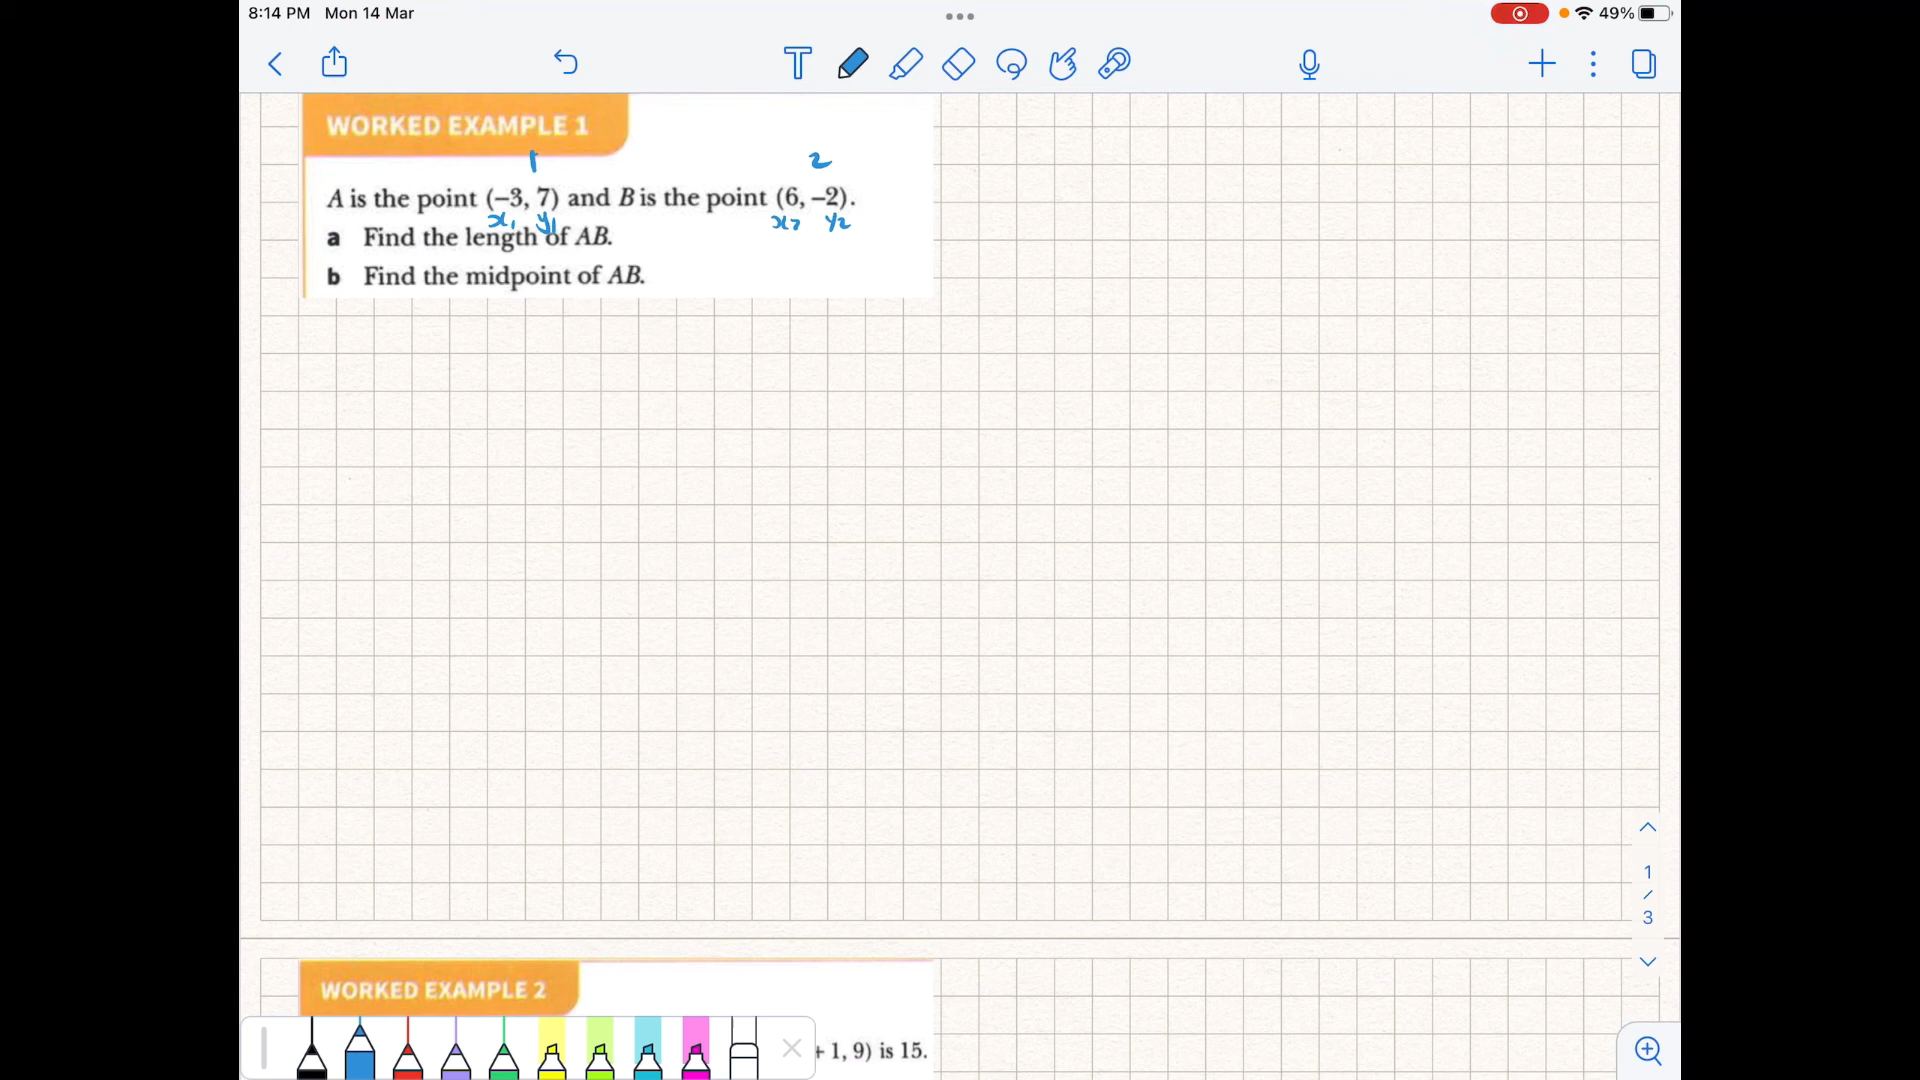 8:14 PM Mon 14 Mar
49%
T
WORKED EXAMPLE 1
1 2
A is the point (−3, 7) and B is the point (6, −2).
x₁ y₁ x₂ y₂
a Find the length of AB.
b Find the midpoint of AB.
1
/
3
WORKED EXAMPLE 2
+ 1, 9) is 15.